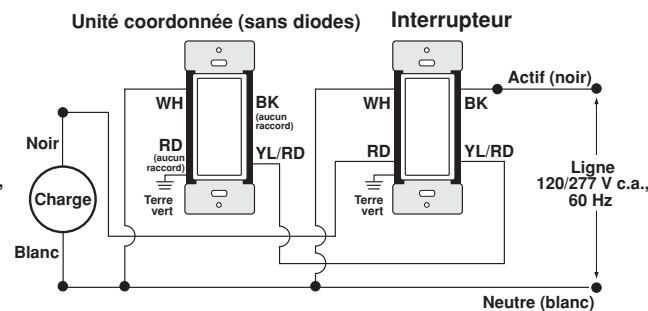 Unité coordonnée (sans diodes)
Interrupteur
Actif (noir)
WH
BK
(aucun
raccord)
WH
BK
Noir
RD
(aucun
raccord)
YL/RD
RD
YL/RD
Ligne
120/277 V c.a.,
60 Hz
,
Charge
Terre
vert
Terre
vert
Blanc
Neutre (blanc)